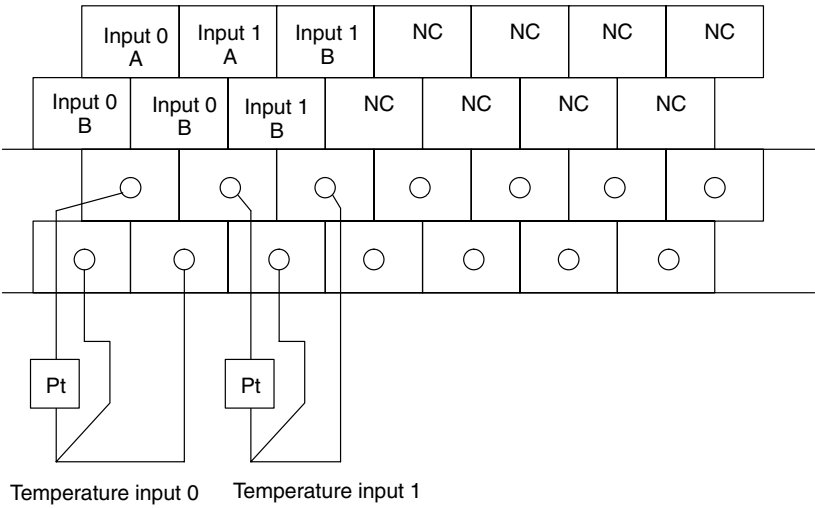 Input 0
A
Input 1
A
Input 1
B
NC
NC
NC
NC
Input 0
B
Input 0
B
Input 1
B
NC
NC
NC
NC
Pt
Pt
Temperature input 0
Temperature input 1